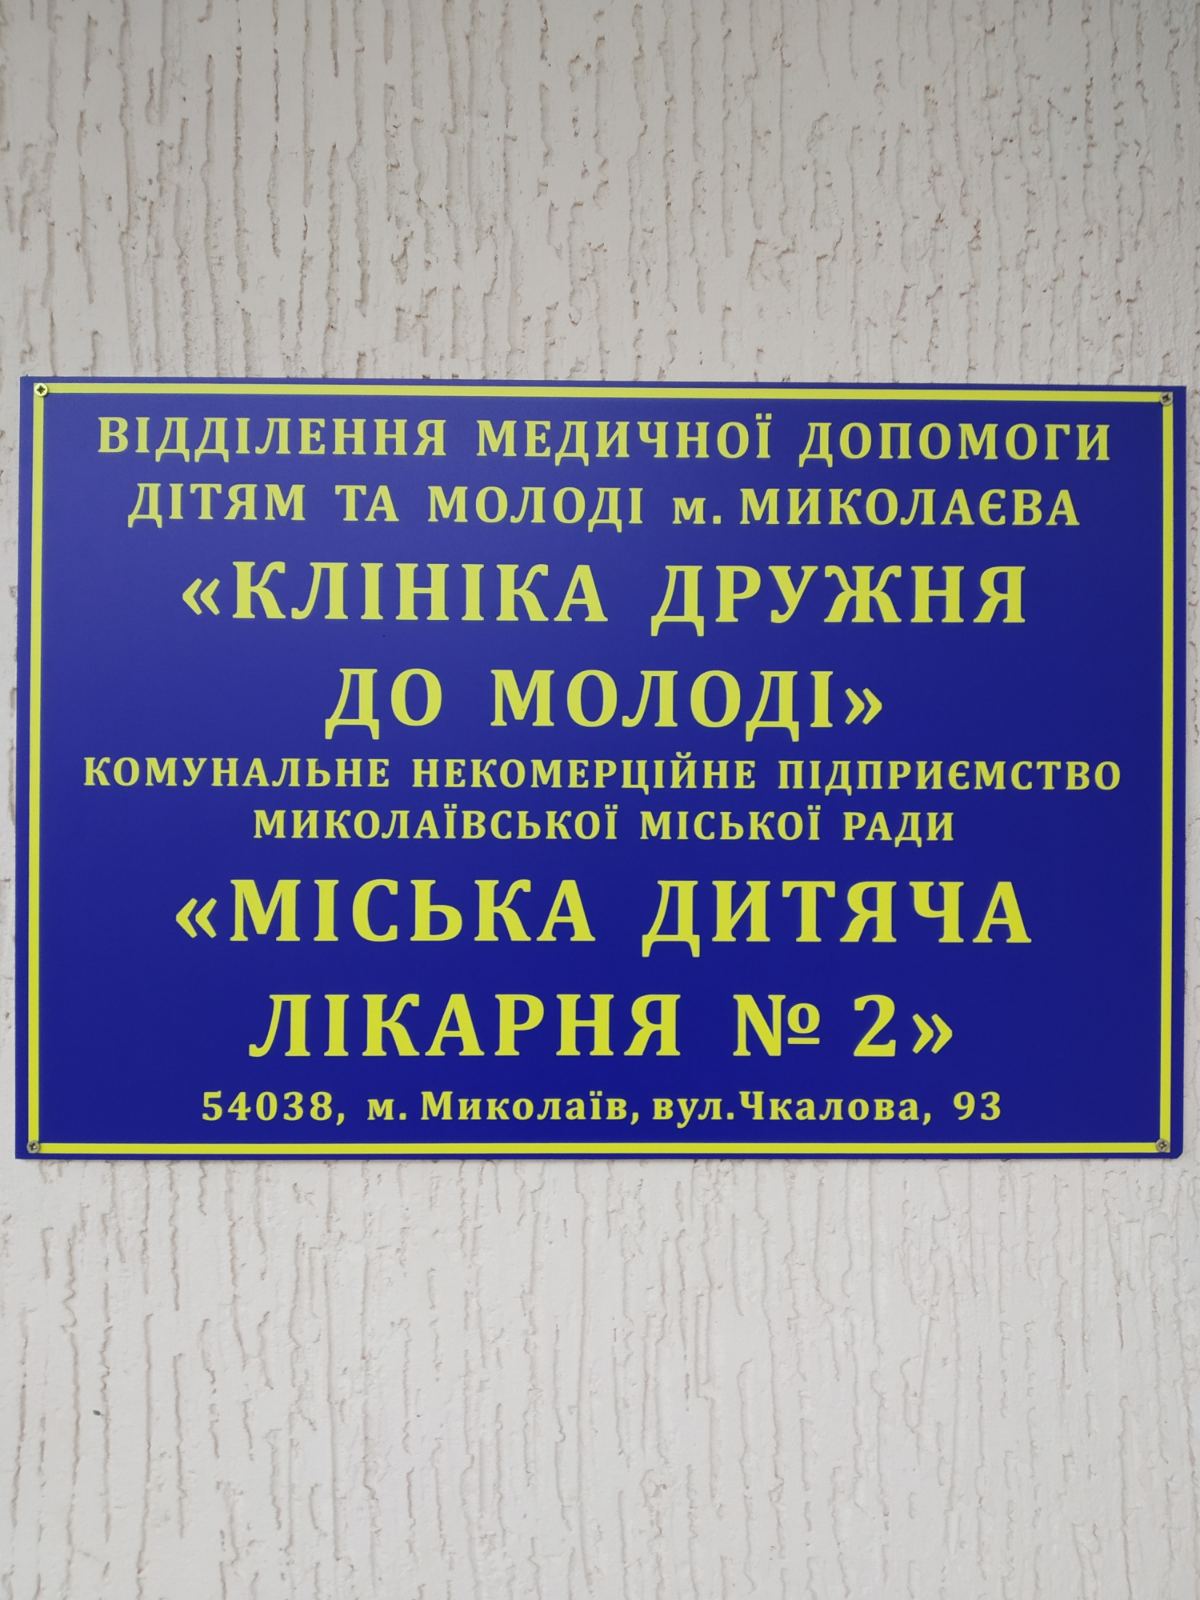 ВІДДІЛЕННЯ МЕДИЧНОЇ ДОПОМОГИ
ДІТЯМ ТА МОЛОДІ м. МИКОЛАЄВА
«КЛІНІКА ДРУЖНЯ
ДО МОЛОДІ»
КОМУНАЛЬНЕ НЕКОМЕРЦІЙНЕ ПІДПРИЄМСТВО
МИКОЛАЇВСЬКОЇ МІСЬКОЇ РАДИ
«МІСЬКА ДИТЯЧА
ЛІКАРНЯ № 2»
54038, м. Миколаїв, вул.Чкалова, 93